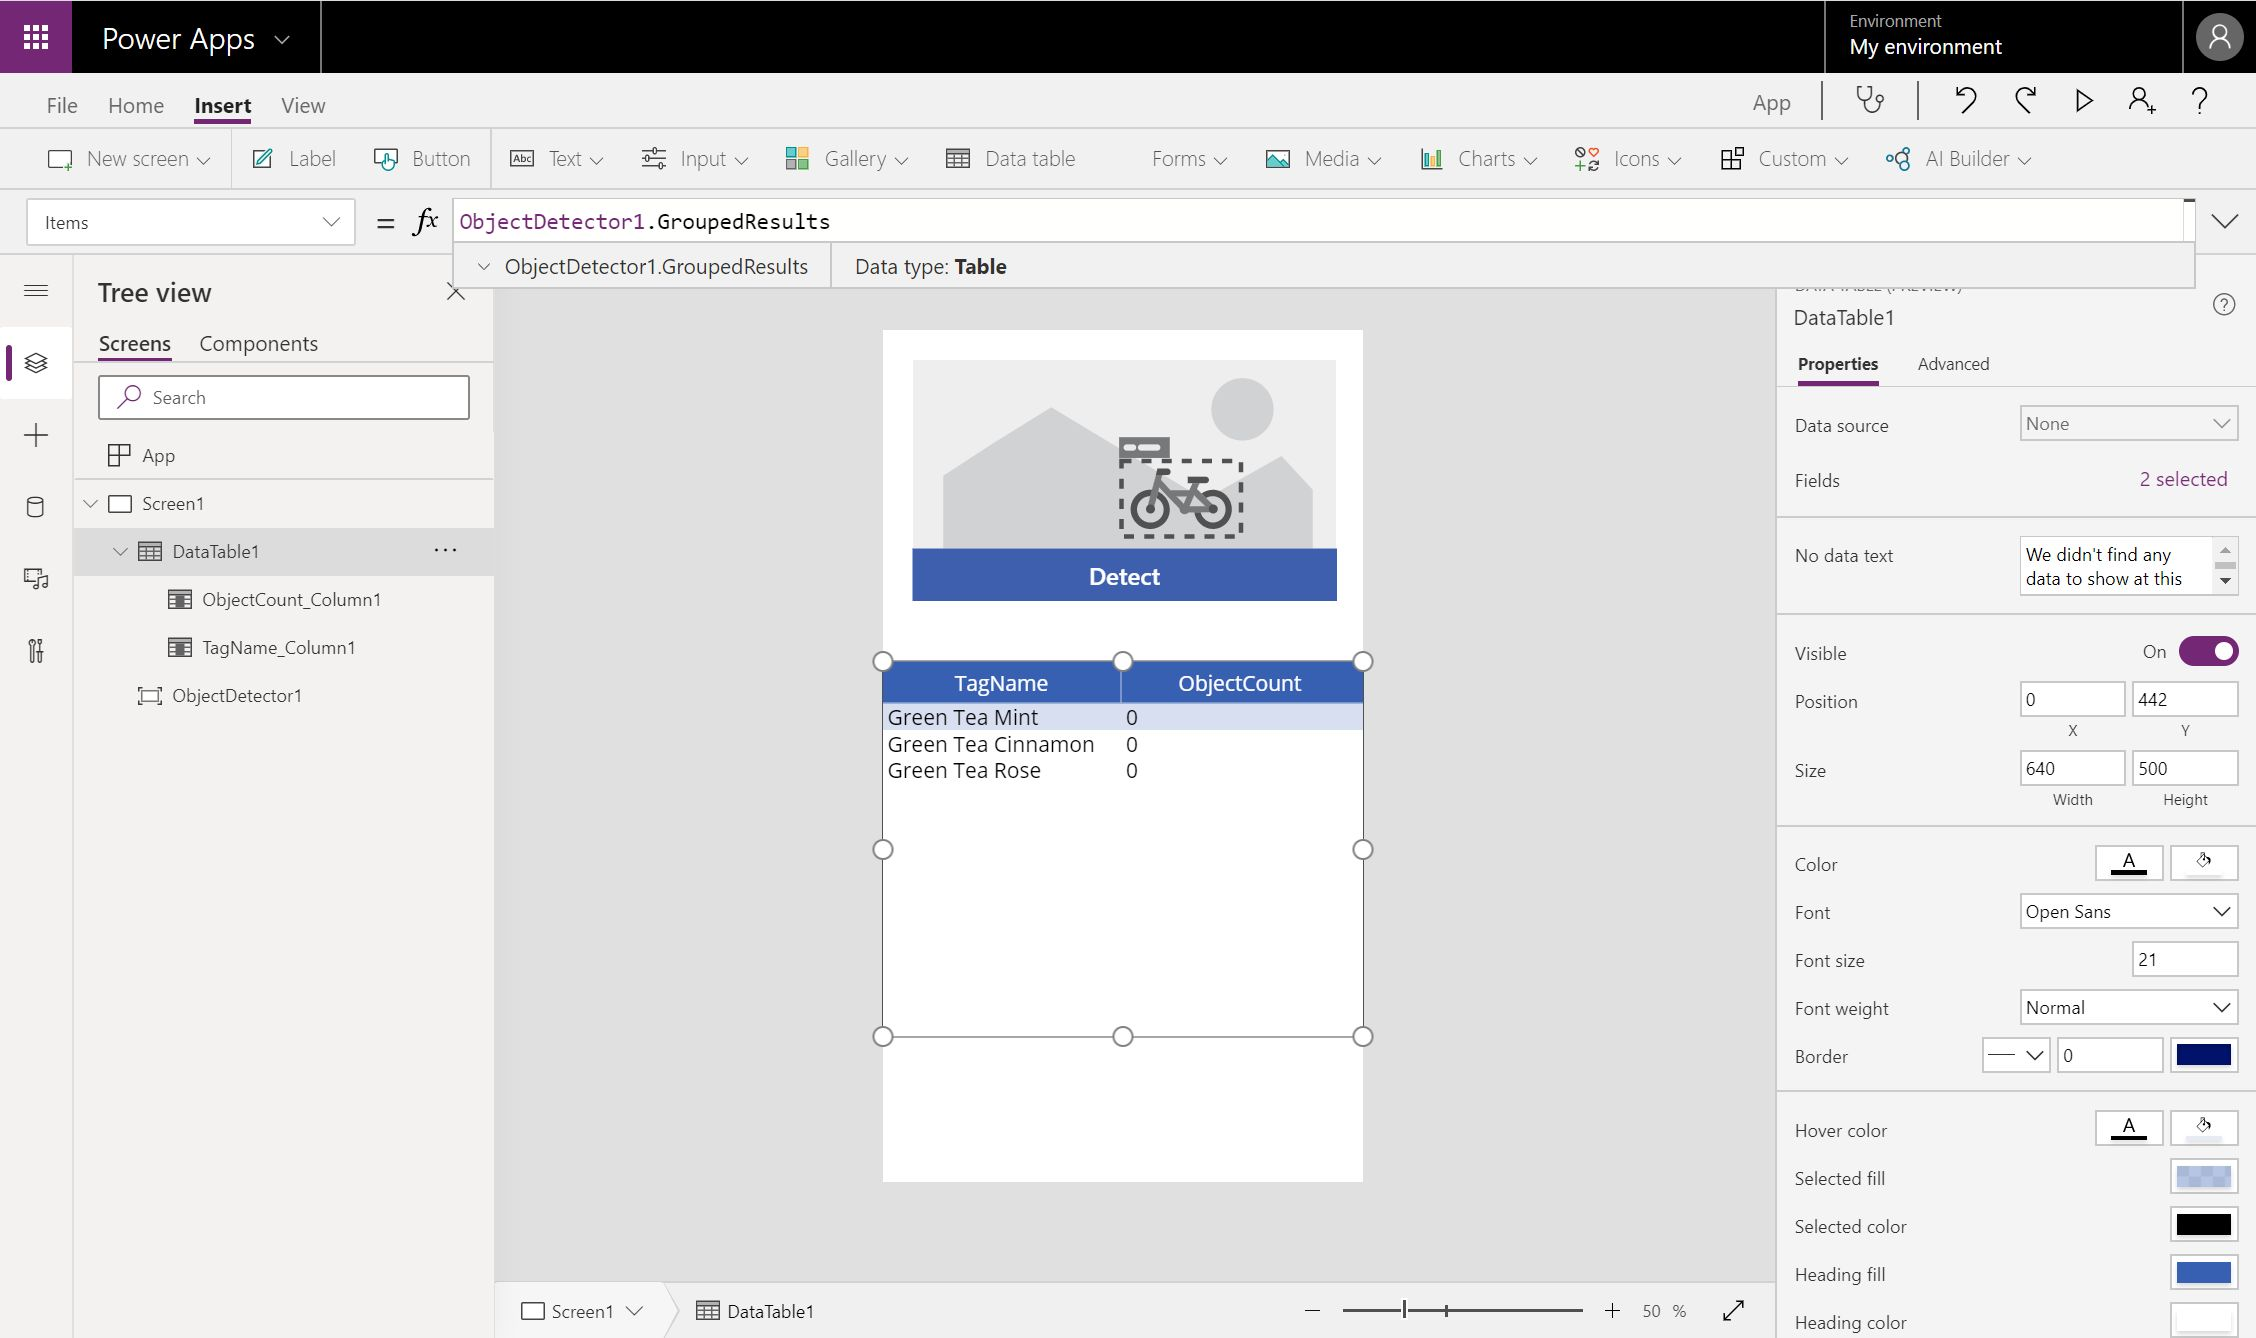 Power Apps
Environment
My environment
File Home Insert View App
New screen Label Button Abc Text Input Gallery Data table Forms Media Charts Icons Custom AI Builder
Items = fx ObjectDetector1.GroupedResults
ObjectDetector1.GroupedResults Data type: Table
Tree view
Screens Components
Search
App
Screen1
DataTable1 ...
ObjectCount_Column1
TagName_Column1
ObjectDetector1
Detect
TagName ObjectCount
Green Tea Mint 0
Green Tea Cinnamon 0
Green Tea Rose 0
Screen1 DataTable1 50 %
DATA TABLE (PREVIEW)
DataTable1
Properties Advanced
Data source None
Fields 2 selected
No data text We didn't find any
data to show at this
Visible On
Position 0 442
X Y
Size 640 500
Width Height
Color A
Font Open Sans
Font size 21
Font weight Normal
Border 0
Hover color A
Selected fill
Selected color
Heading fill
Heading color